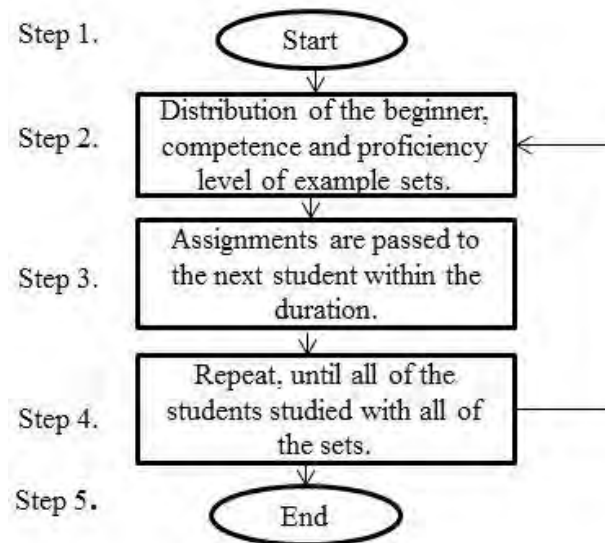 Step 1.
Start
Step 2.
Distribution of the beginner,
competence and proficiency
level of example sets.
Step 3.
Assignments are passed to
the next student within the
duration.
Step 4.
Repeat, until all of the
students studied with all of
the sets.
Step 5.
End